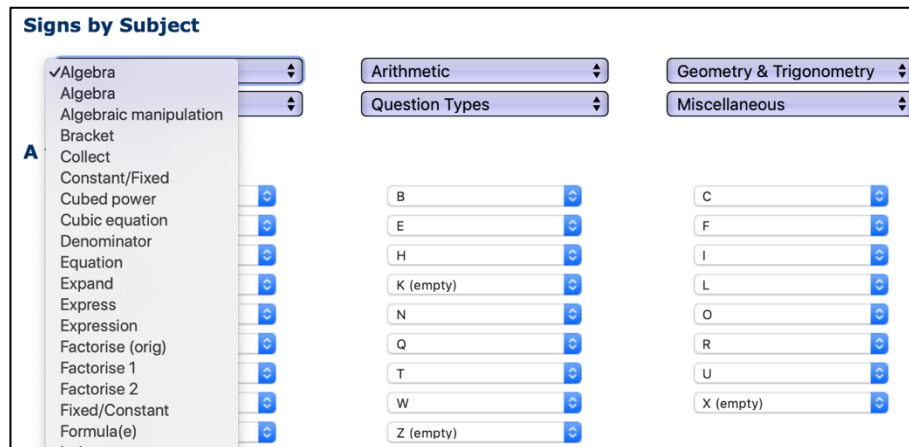 Signs by Subject
✓Algebra
Arithmetic
Geometry & Trigonometry
Algebra
Algebraic manipulation
Question Types
Miscellaneous
Bracket
Collect
A
Constant/Fixed
Cubed power
B
C
Cubic equation
E
F
Denominator
Equation
H
I
Expand
K (empty)
L
Express
N
O
Expression
Factorise (orig)
Q
R
Factorise 1
T
U
Factorise 2
Fixed/Constant
W
X (empty)
Formula(e)
Z (empty)